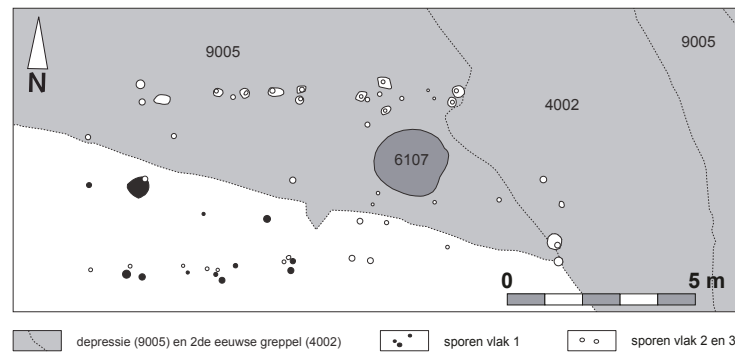 9005
9005
N
4002
6107
0 5 m
depressie (9005) en 2de eeuwse greppel (4002)
sporen vlak 1
sporen vlak 2 en 3